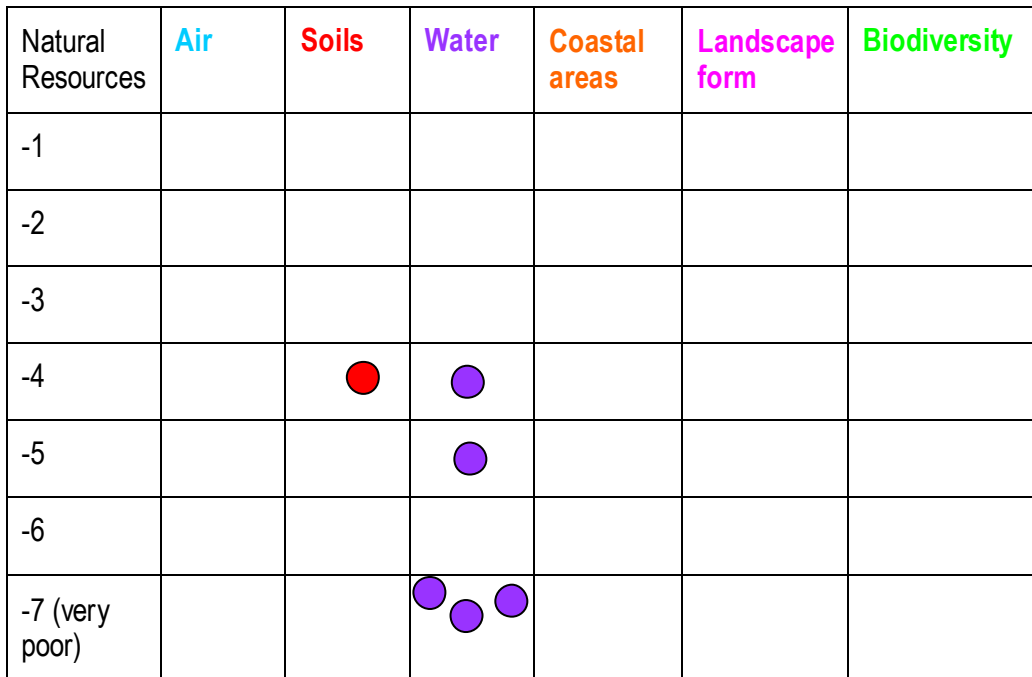 Natural Resources Air Soils Water Coastal areas Landscape form Biodiversity
-1
-2
-3
-4
-5
-6
-7 (very
poor)